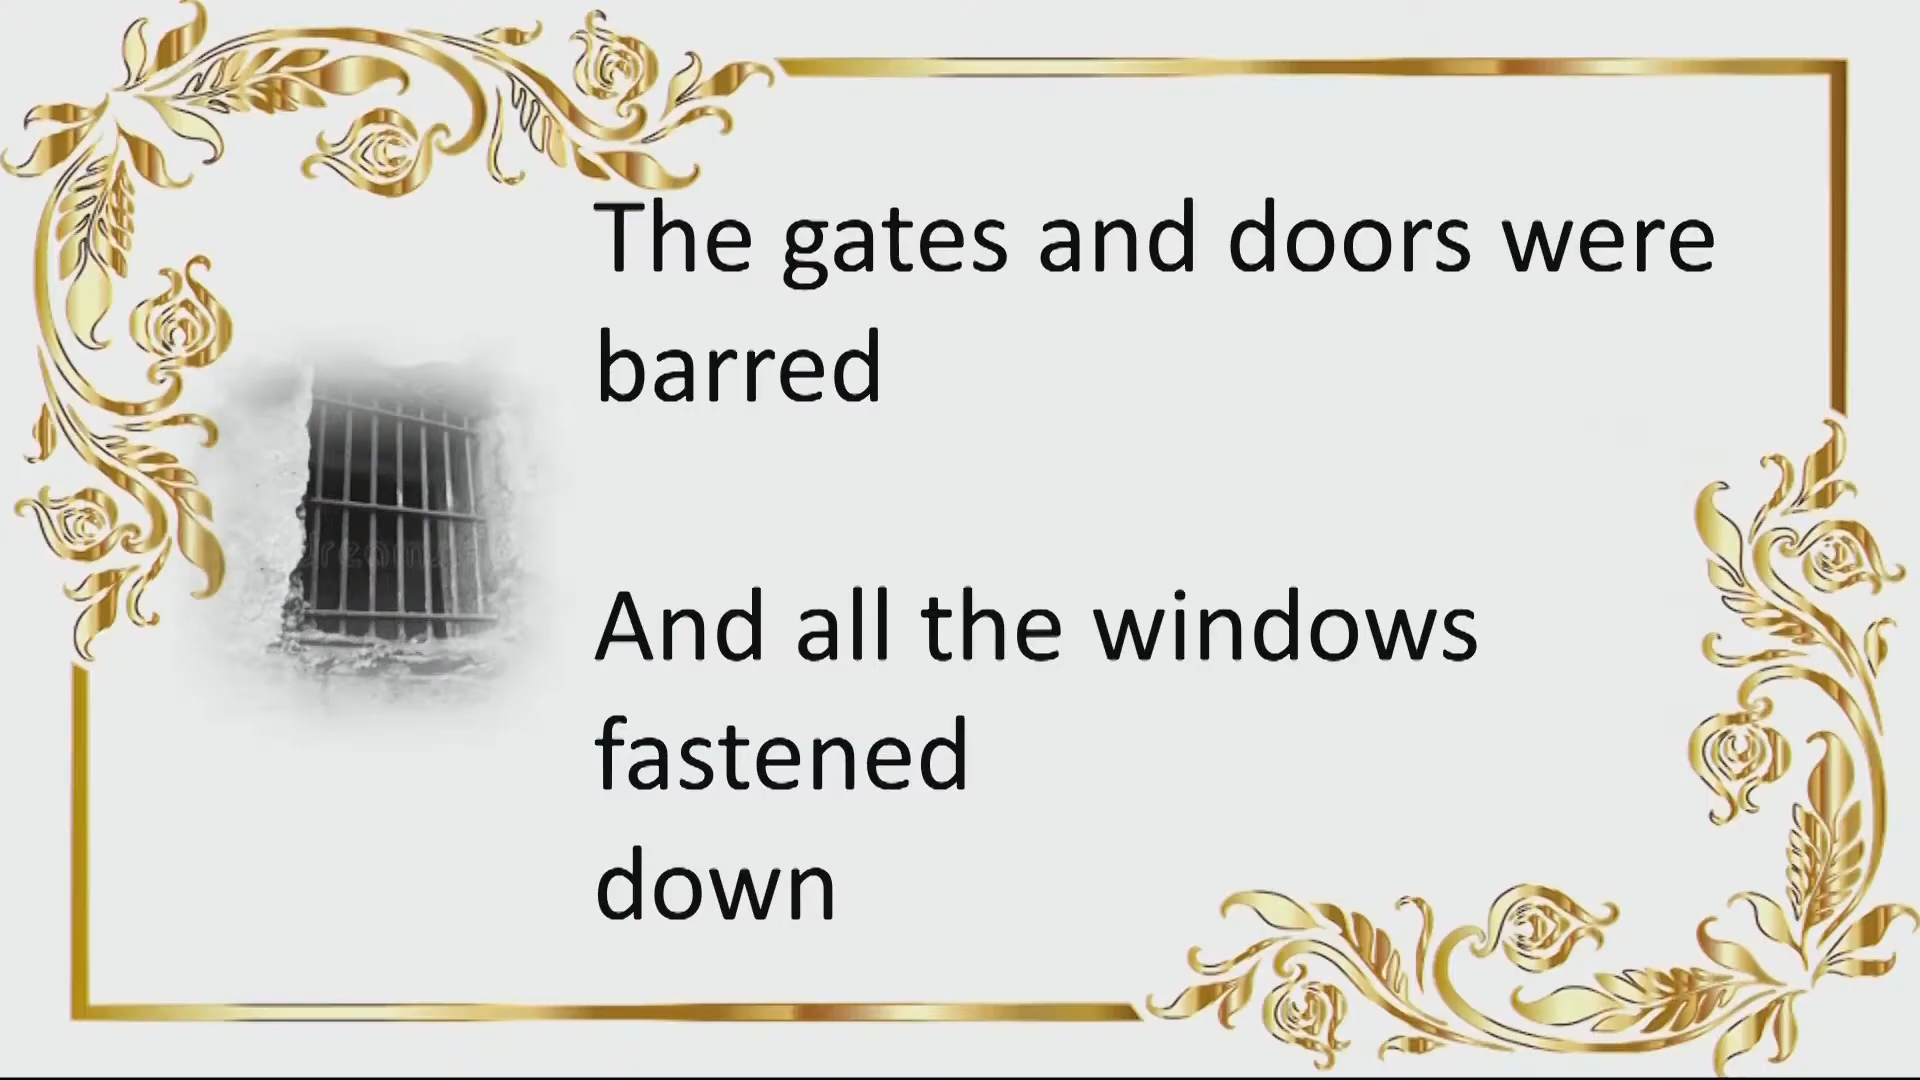 The gates and doors were
barred
And all the windows
fastened
down